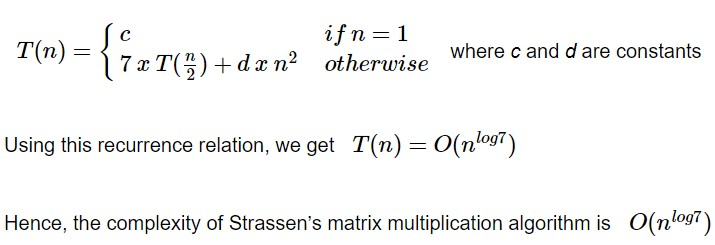 T(n) = { c if n = 1
7 x T(n/2) + d x n² otherwise where c and d are constants
Using this recurrence relation, we get T(n) = O(n^log7)
Hence, the complexity of Strassen's matrix multiplication algorithm is O(n^log7)